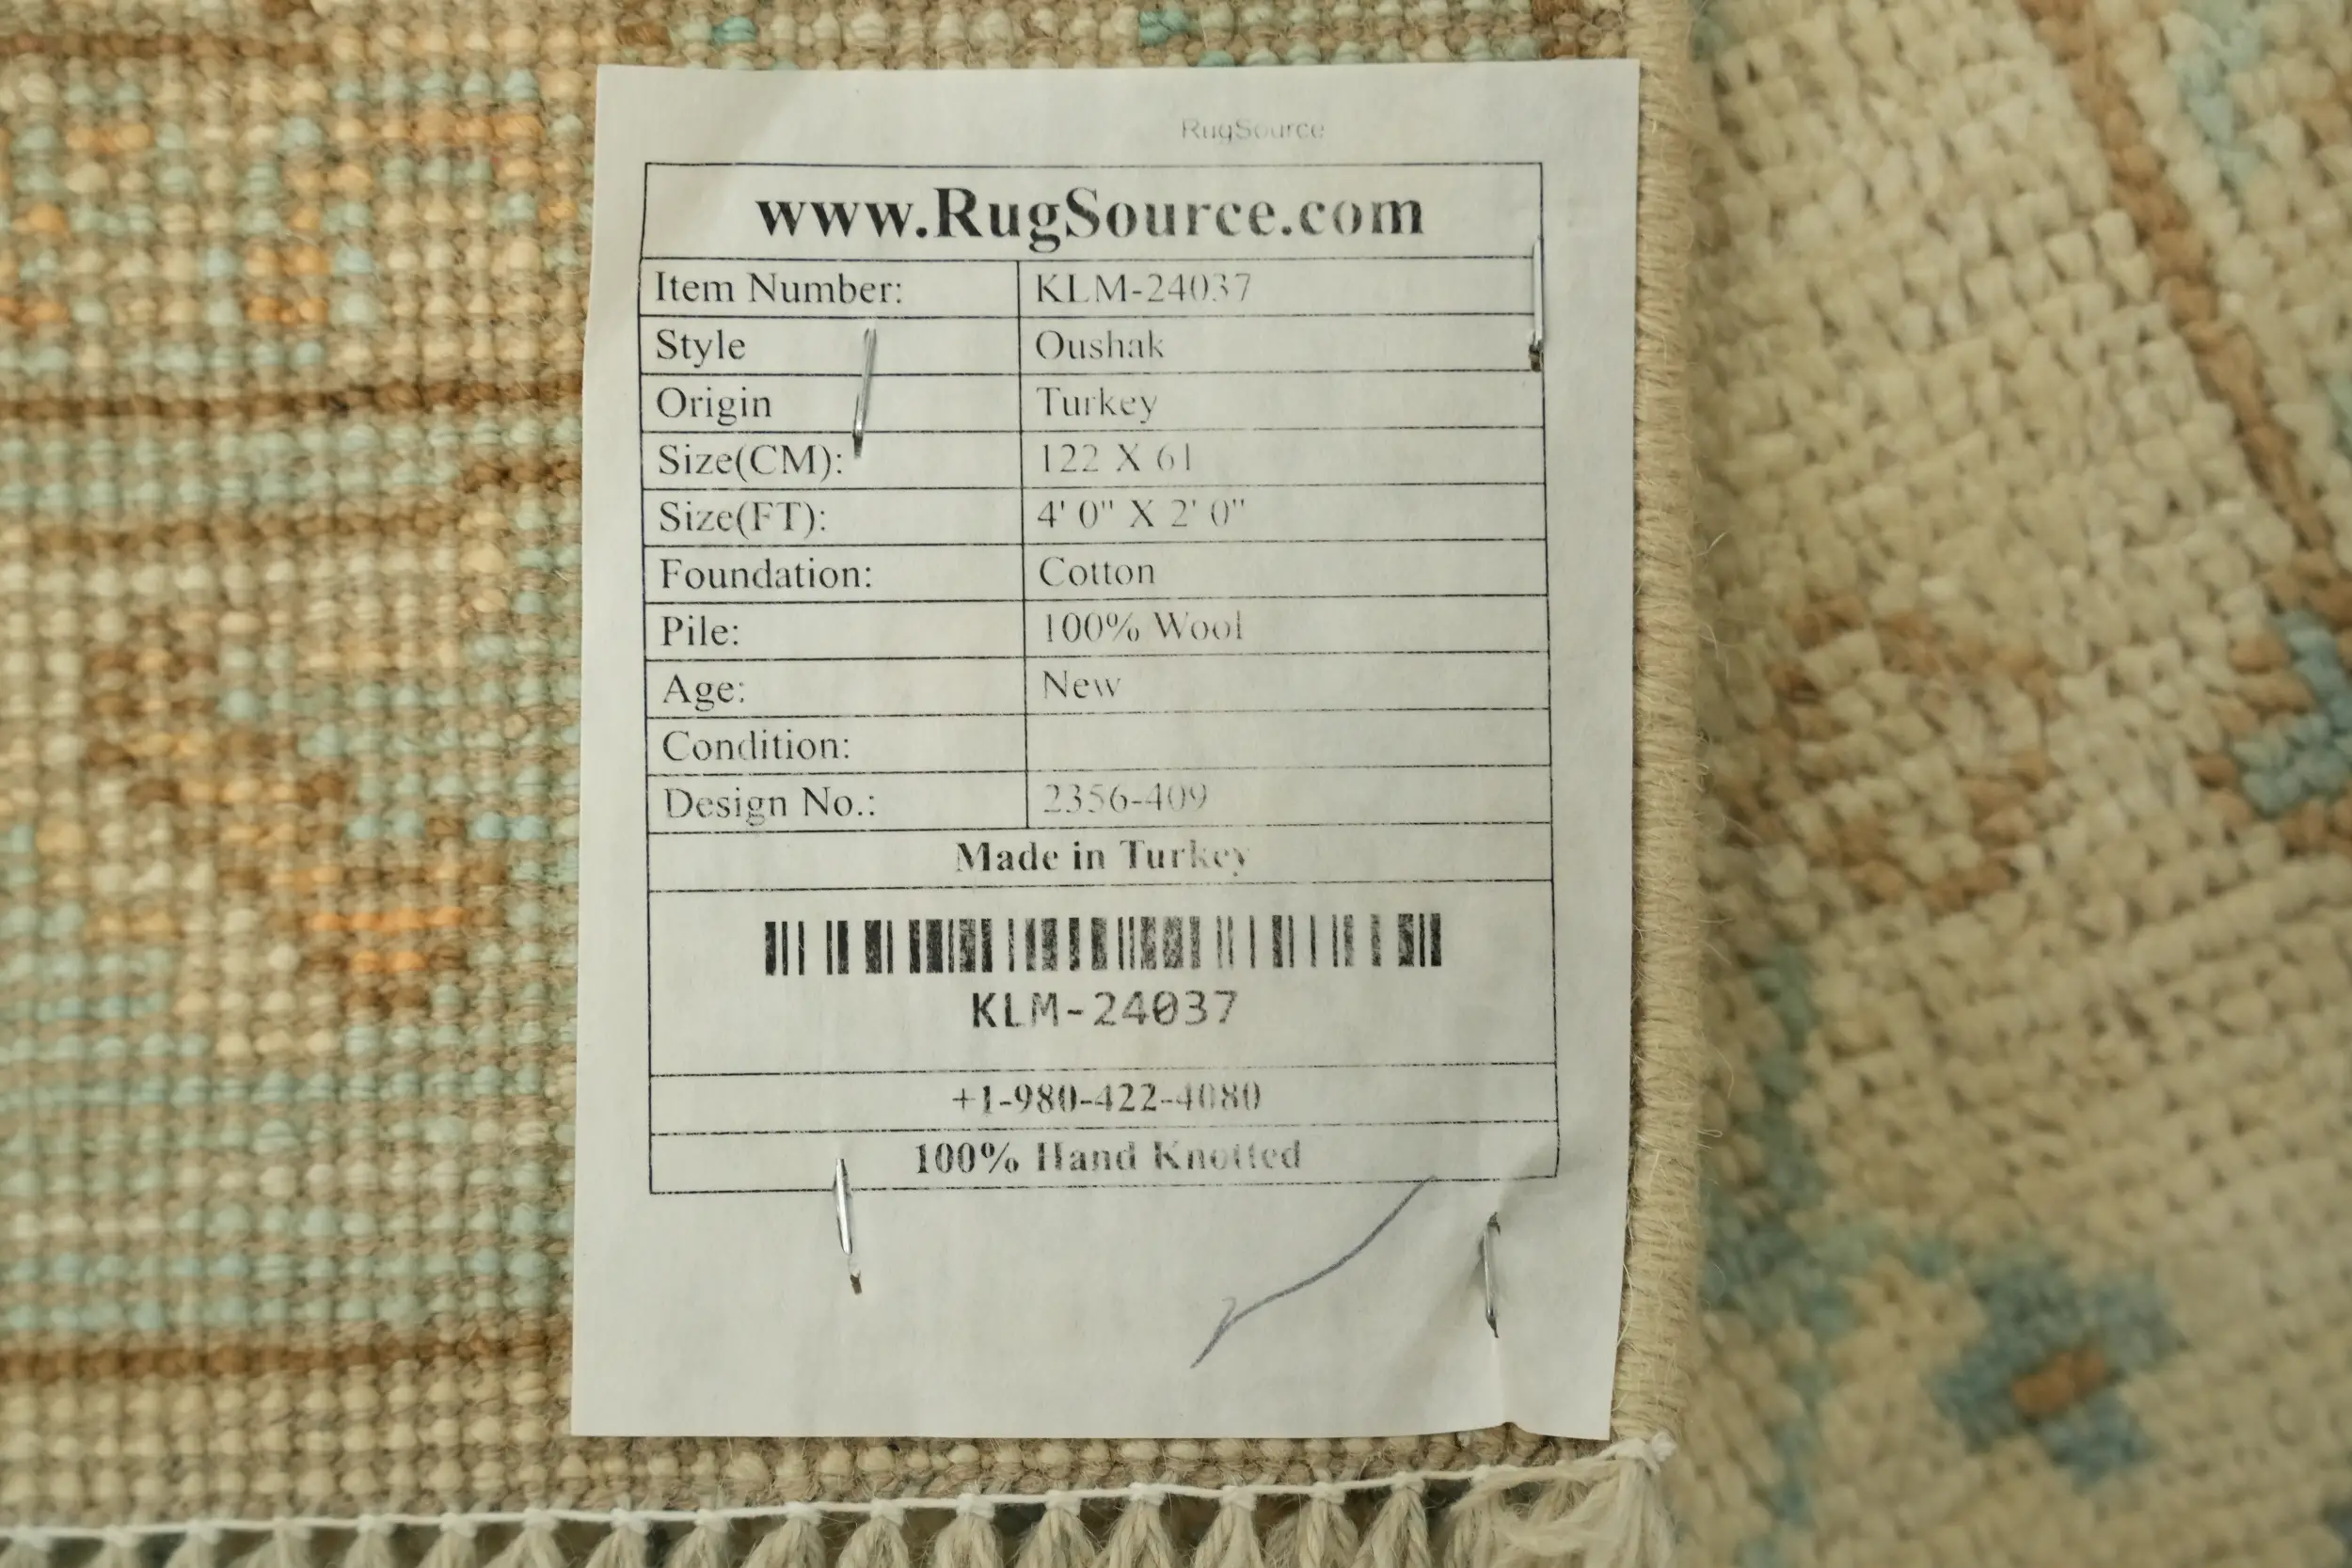 RugSource
www.RugSource.com
Item Number: KLM-24037
Style Oushak
Origin Turkey
Size(CM): 122 X 61
Size(FT): 4' 0" X 2' 0"
Foundation: Cotton
Pile: 100% Wool
Age: New
Condition:
Design No.: 2356-409
Made in Turkey
KLM-24037
+1-980-422-4080
100% Hand Knotted